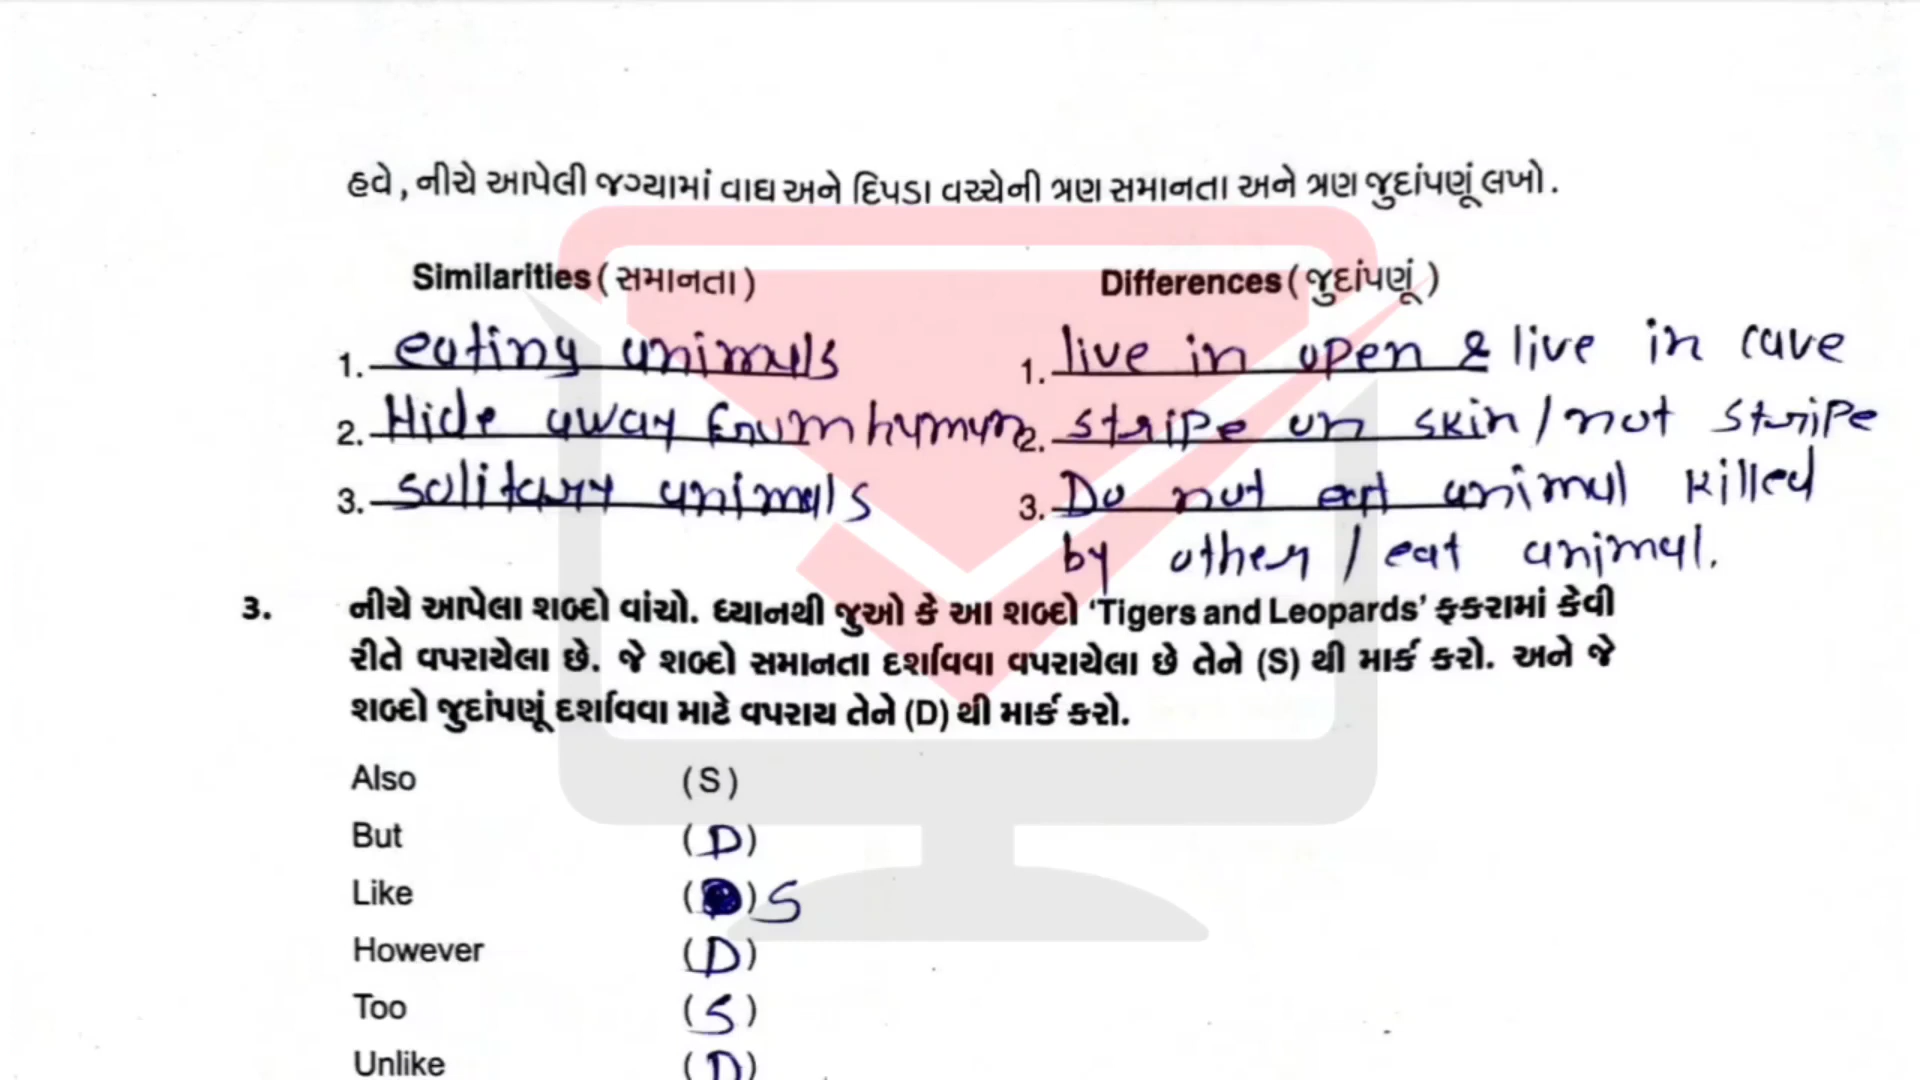 હવે, નીચે આપેલી જગ્યામાં વાઘ અને દિપડા વચ્ચેની ત્રણ સમાનતા અને ત્રણ જુદાંપણૂં લખો.
Similarities (સમાનતા) Differences (જુદાંપણૂં)
1. eating animals 1. live in open & live in cave
2. Hide away from human 2. stripe on skin / not stripe
3. solitary animals 3. Do not eat animal killed
by other / eat animal.
3. નીચે આપેલા શબ્દો વાંચો. ધ્યાનથી જુઓ કે આ શબ્દો 'Tigers and Leopards' ફકરામાં કેવી
રીતે વપરાયેલા છે. જે શબ્દો સમાનતા દર્શાવવા વપરાયેલા છે તેને (S) થી માર્ક કરો. અને જે
શબ્દો જુદાંપણૂં દર્શાવવા માટે વપરાય તેને (D) થી માર્ક કરો.
Also (S)
But (D)
Like () S
However (D)
Too (S)
Unlike (D)